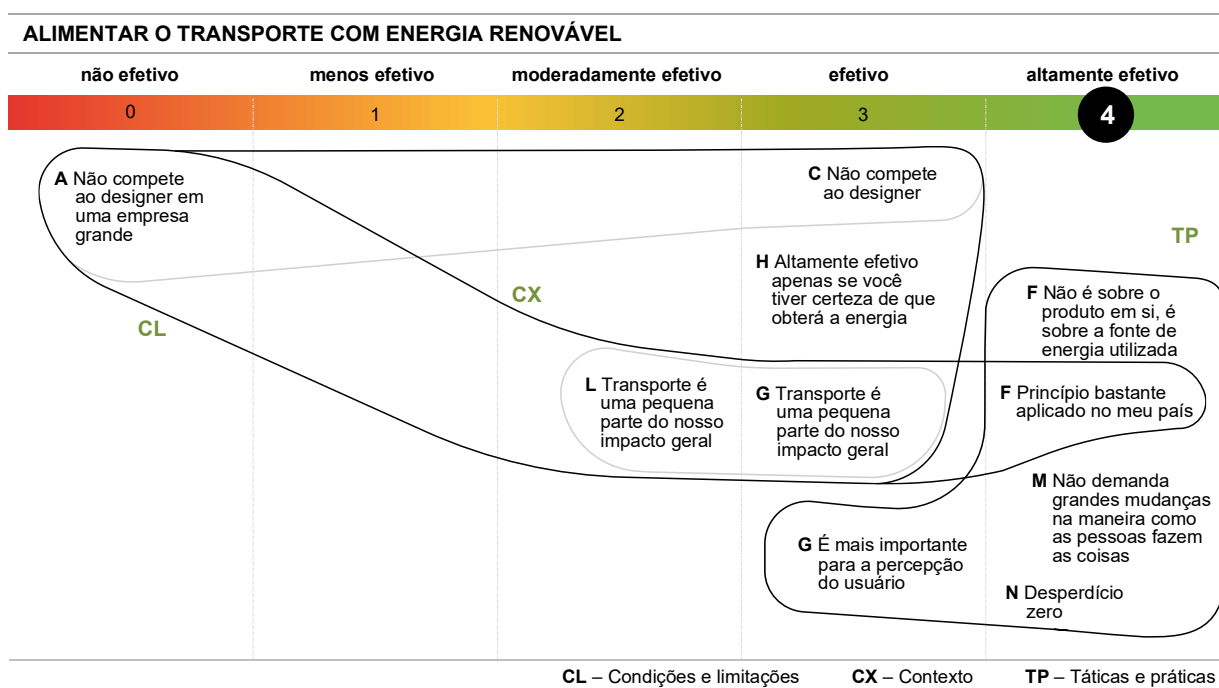 ALIMENTAR O TRANSPORTE COM ENERGIA RENOVÁVEL
não efetivo
menos efetivo
moderadamente efetivo
efetivo
altamente efetivo
0
1
2
3
4
A Não compete
ao designer em
uma empresa
grande
C Não compete
ao designer
TP
H Altamente efetivo
apenas se você
tiver certeza de que
obterá a energia
CX
CL
F Não é sobre o
produto em si, é
sobre a fonte de
energia utilizada
L Transporte é
uma pequena
parte do nosso
impacto geral
G Transporte é
uma pequena
parte do nosso
impacto geral
F Princípio bastante
aplicado no meu país
M Não demanda
grandes mudanças
na maneira como
as pessoas fazem
as coisas
G É mais importante
para a percepção
do usuário
N Desperdício
zero
CL – Condições e limitações
CX – Contexto
TP – Táticas e práticas